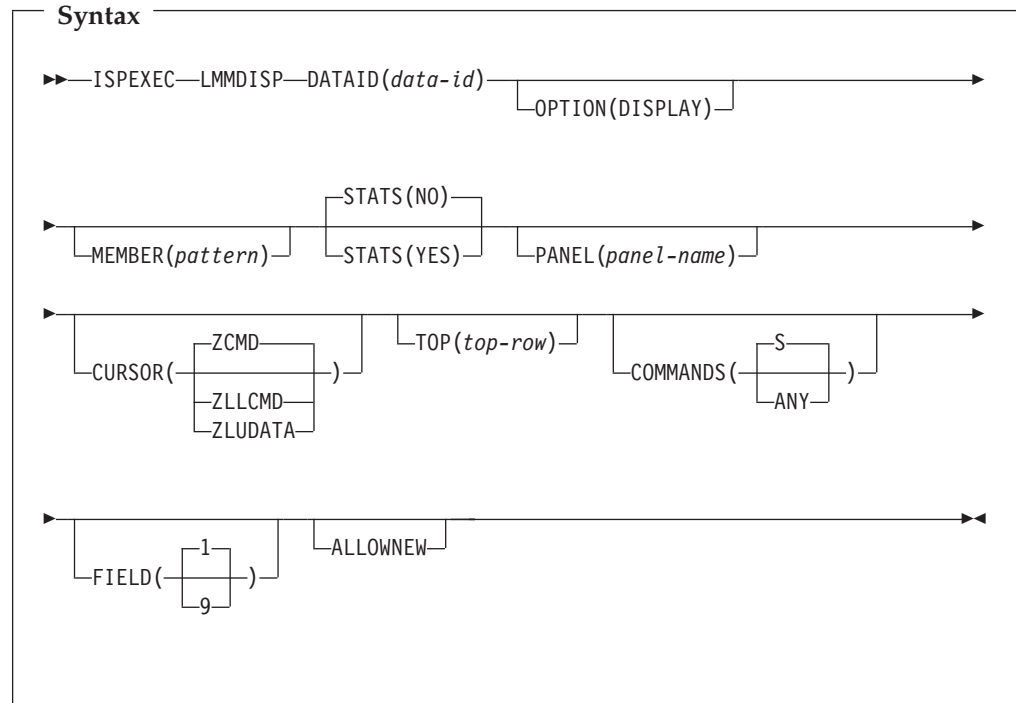 Syntax
ISPEXEC LMMDISP DATAID(data-id)
OPTION(DISPLAY)
STATS(NO)
MEMBER(pattern) STATS(YES) PANEL(panel-name)
ZCMD TOP(top-row) S
CURSOR( ) COMMANDS( )
ZLLCMD ANY
ZLUDATA
1 ALLOWNEW
FIELD( )
9